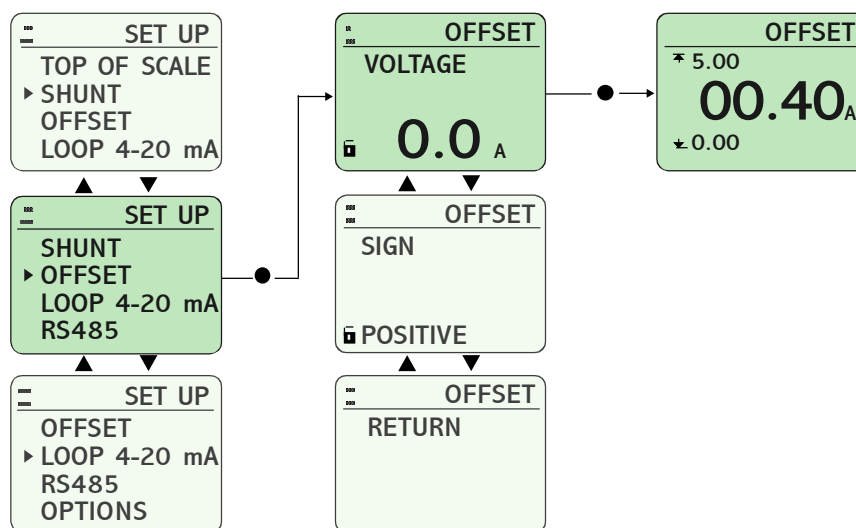 SET UP
TOP OF SCALE
SHUNT
OFFSET
LOOP 4-20 mA
SET UP
SHUNT
OFFSET
LOOP 4-20 mA
RS485
SET UP
OFFSET
LOOP 4-20 mA
RS485
OPTIONS
OFFSET
VOLTAGE
0.0 A
OFFSET
SIGN
POSITIVE
OFFSET
RETURN
OFFSET
5.00
00.40 A
0.00